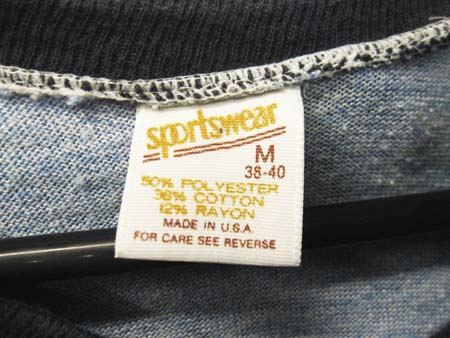 sportswear
M
38-40
50% POLYESTER
38% COTTON
12% RAYON
MADE IN U.S.A.
FOR CARE SEE REVERSE